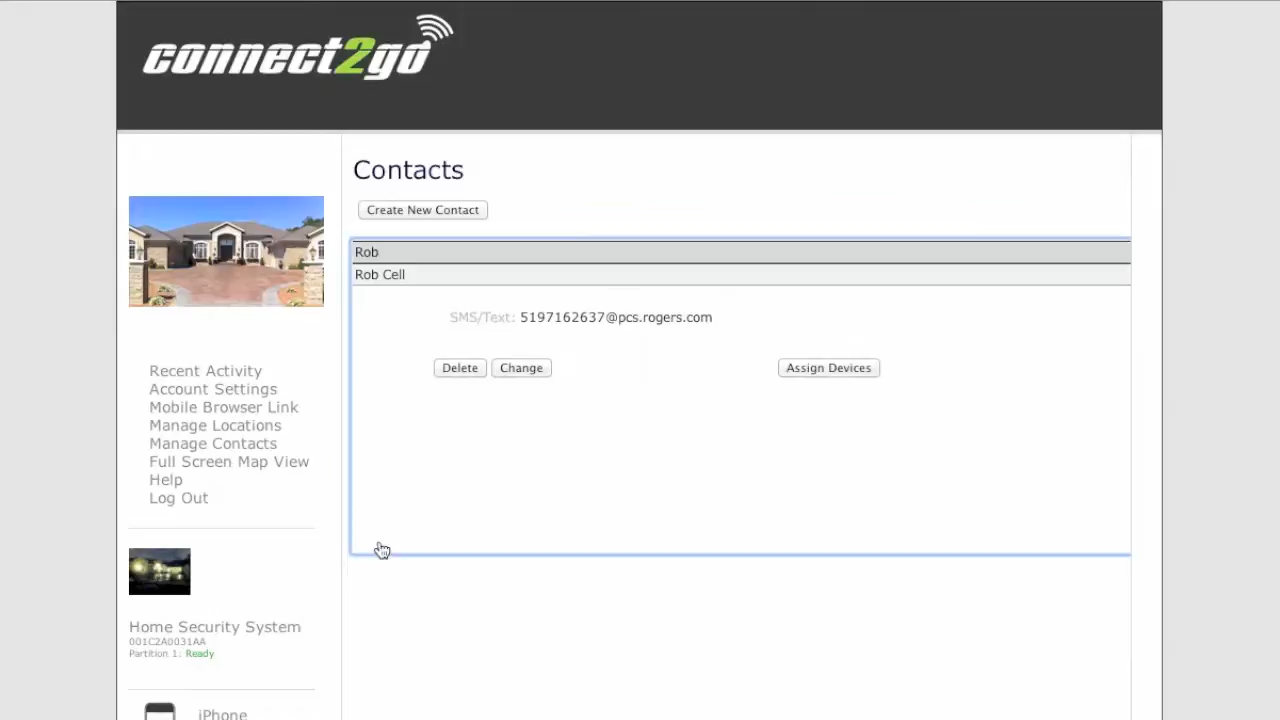 connect2go
Contacts
Create New Contact
Rob
Rob Cell
SMS/Text: 5197162637@pcs.rogers.com
Delete Change Assign Devices
Recent Activity
Account Settings
Mobile Browser Link
Manage Locations
Manage Contacts
Full Screen Map View
Help
Log Out
Home Security System
001C2A0031AA
Partition 1: Ready
iPhone